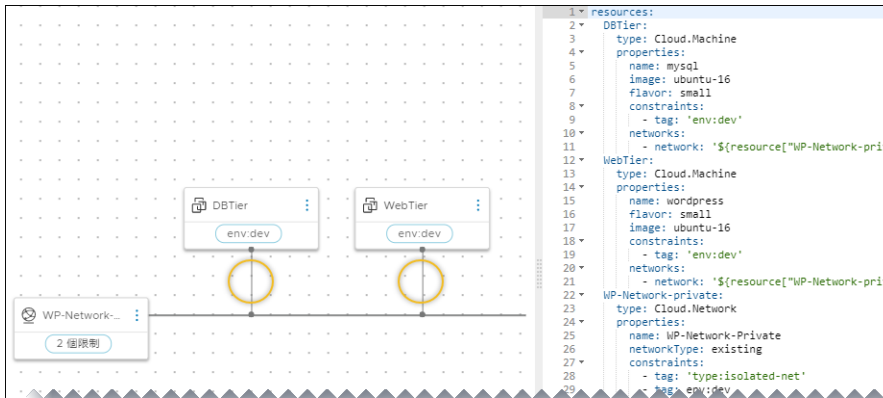 DBTier
env:dev
WebTier
env:dev
WP-Network-...
2 個限制
1 resources:
2 DBTier:
3 type: Cloud.Machine
4 properties:
5 name: mysql
6 image: ubuntu-16
7 flavor: small
8 constraints:
9 - tag: 'env:dev'
10 networks:
11 - network: '${resource["WP-Network-pri
12 WebTier:
13 type: Cloud.Machine
14 properties:
15 name: wordpress
16 flavor: small
17 image: ubuntu-16
18 constraints:
19 - tag: 'env:dev'
20 networks:
21 - network: '${resource["WP-Network-pri
22 WP-Network-private:
23 type: Cloud.Network
24 properties:
25 name: WP-Network-Private
26 networkType: existing
27 constraints:
28 - tag: 'type:isolated-net'
29 - tag: env:dev